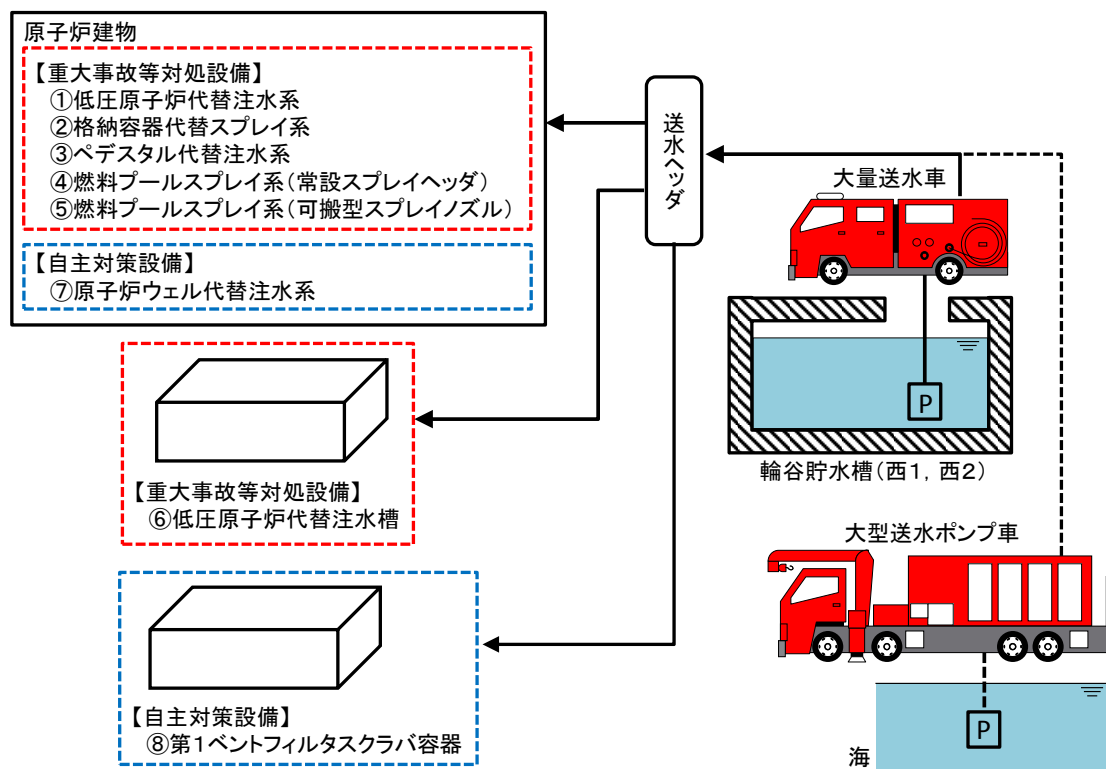 原子炉建物
【重大事故等対処設備】
①低圧原子炉代替注水系
②格納容器代替スプレイ系
③ペデスタル代替注水系
④燃料プールスプレイ系(常設スプレイヘッダ)
⑤燃料プールスプレイ系(可搬型スプレイノズル)
【自主対策設備】
⑦原子炉ウェル代替注水系
送水ヘッダ
大量送水車
P
輪谷貯水槽(西1，西2)
【重大事故等対処設備】
⑥低圧原子炉代替注水槽
大型送水ポンプ車
P
海
【自主対策設備】
⑧第1ベントフィルタスクラバ容器